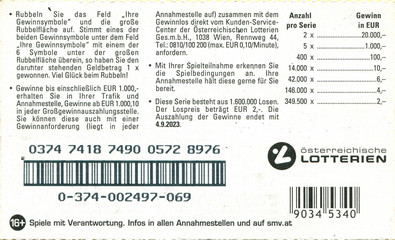 • Rubbeln Sie das Feld „Ihre
Gewinnsymbole" und die große
Rubbelfläche auf. Stimmt eines der
beiden Gewinnsymbole unter dem Feld
„Ihre Gewinnsymbole" mit einem der
6 Symbole unter der großen
Rubbelfläche überein, so haben Sie den
darunter stehenden Geldbetrag 1 x
gewonnen. Viel Glück beim Rubbeln!
• Gewinne bis einschließlich EUR 1.000,-
erhalten Sie in Ihrer Trafik und
Annahmestelle, Gewinne ab EUR 1.000,10
in jeder Großgewinnauszahlungsstelle.
Sie können diese auch mit einer
Gewinnanforderung (liegt in jeder
Annahmestelle auf) zusammen mit dem
Gewinnlos direkt vom Kunden-Service-
Center der Österreichischen Lotterien
Ges.m.b.H., 1038 Wien, Rennweg 44,
Tel.: 0810/100 200 (max. EUR 0,10/Minute),
anfordern.
• Mit Ihrer Spielteilnahme erkennen Sie
die Spielbedingungen an. Ihre
Annahmestelle hält diese gerne für Sie
bereit.
• Diese Serie besteht aus 1.600.000 Losen.
Der Lospreis beträgt EUR 2,-. Die
Auszahlung der Gewinne endet mit
4.9.2023.
Anzahl Gewinn
pro Serie in EUR
2 x 20.000,-
5 x 1.000,-
400 x 100,-
14.000 x 10,-
42.000 x 6,-
146.000 x 4,-
349.500 x 2,-
0374 7418 7490 0572 8976
0-374-002497-069
österreichische
LOTTERIEN
9034 5340
16+ Spiele mit Verantwortung. Infos in allen Annahmestellen und auf smv.at